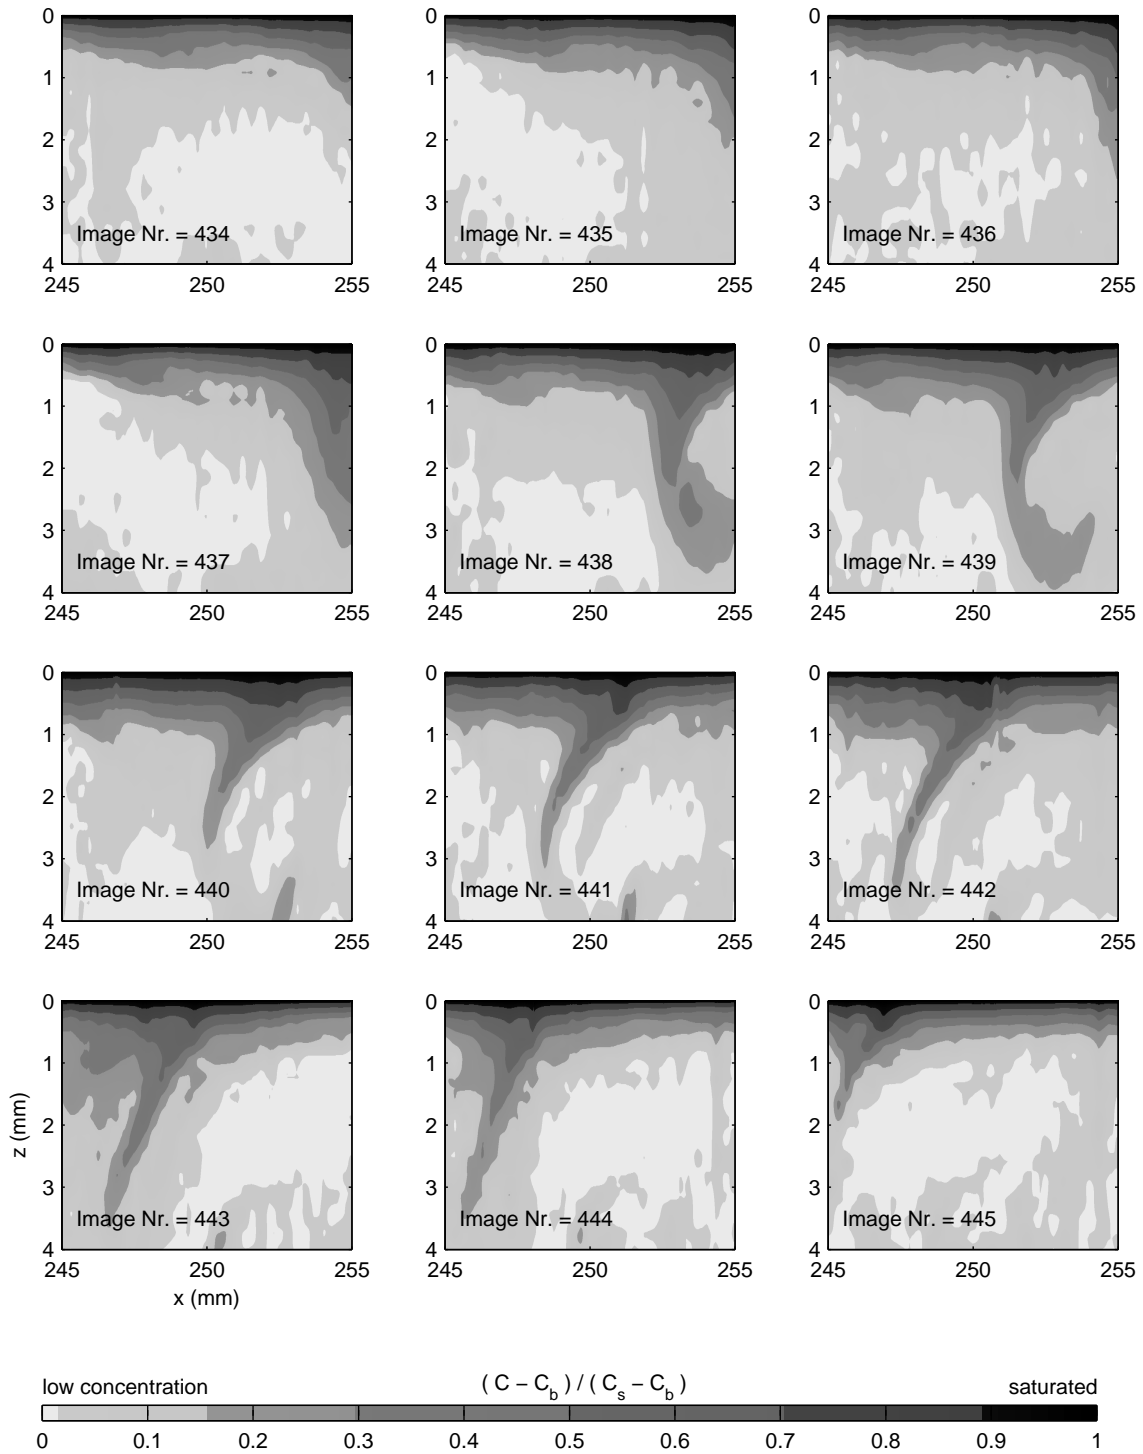 0
1
2
3
4
245 250 255
Image Nr. = 434
1
2
3
4
0
245 250 255
Image Nr. = 435
0
1
2
3
4
245 250 255
Image Nr. = 436
0
1
2
3
4
245 250 255
Image Nr. = 437
0
1
2
3
4
245 250 255
Image Nr. = 438
0
1
2
3
4
245 250 255
Image Nr. = 439
0
1
2
3
4
245 250 255
Image Nr. = 440
0
1
2
3
4
245 250 255
Image Nr. = 441
0
1
2
3
4
245 250 255
Image Nr. = 442
0
1
2
3
4
245 250 255
Image Nr. = 443
z (mm)
x (mm)
0
1
2
3
4
245 250 255
Image Nr. = 444
0
1
2
3
4
245 250 255
Image Nr. = 445
low concentration ( C − C_b ) / ( C_s − C_b ) saturated
0 0.1 0.2 0.3 0.4 0.5 0.6 0.7 0.8 0.9 1